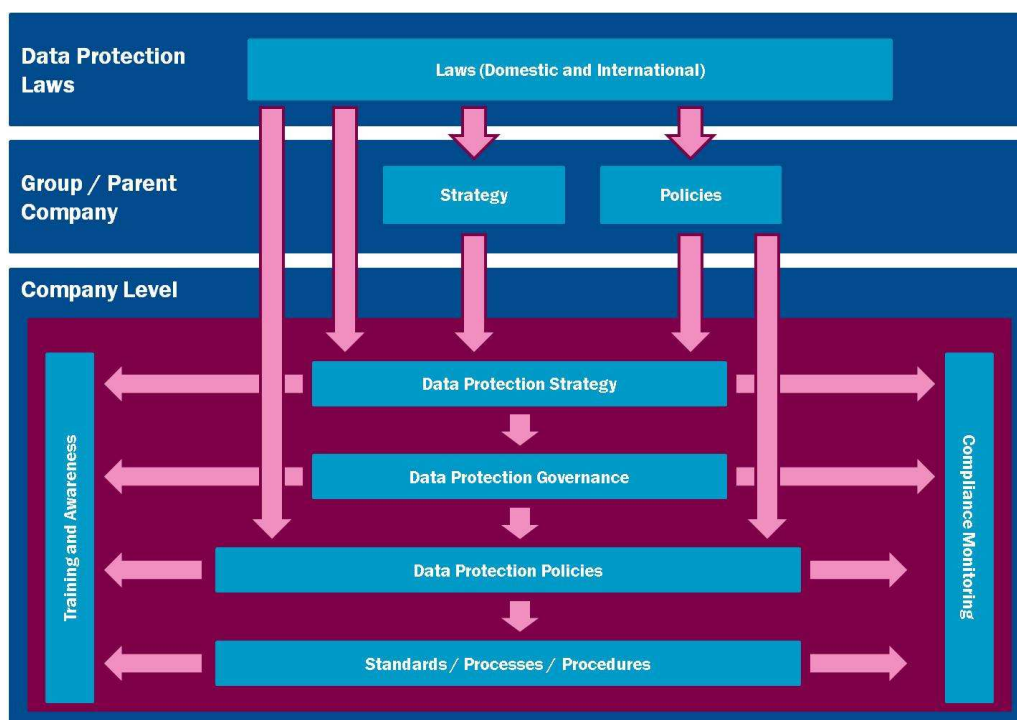 Data Protection
Laws
Laws (Domestic and International)
Group / Parent
Company
Strategy
Policies
Company Level
Training and Awareness
Data Protection Strategy
Data Protection Governance
Data Protection Policies
Standards / Processes / Procedures
Compliance Monitoring